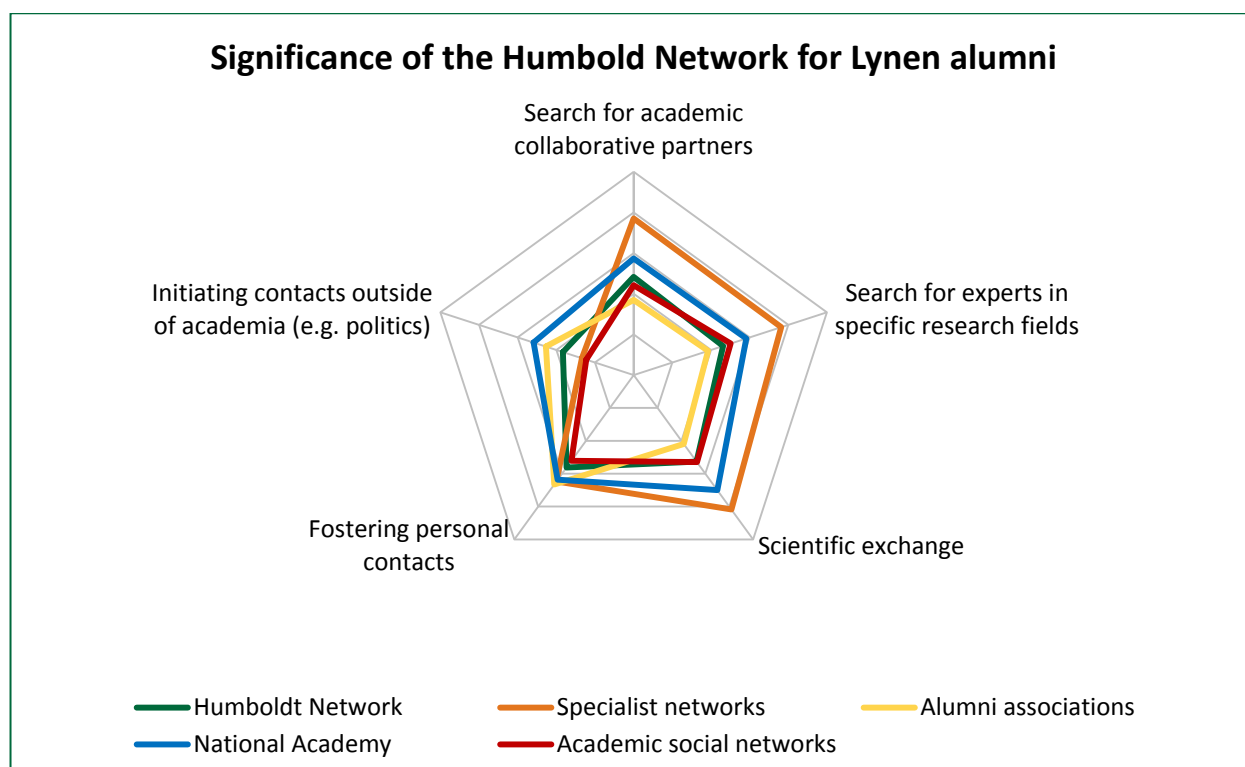 Significance of the Humbold Network for Lynen alumni
Search for academic
collaborative partners
Initiating contacts outside
of academia (e.g. politics)
Search for experts in
specific research fields
Fostering personal
contacts
Scientific exchange
Humboldt Network
Specialist networks
Alumni associations
National Academy
Academic social networks